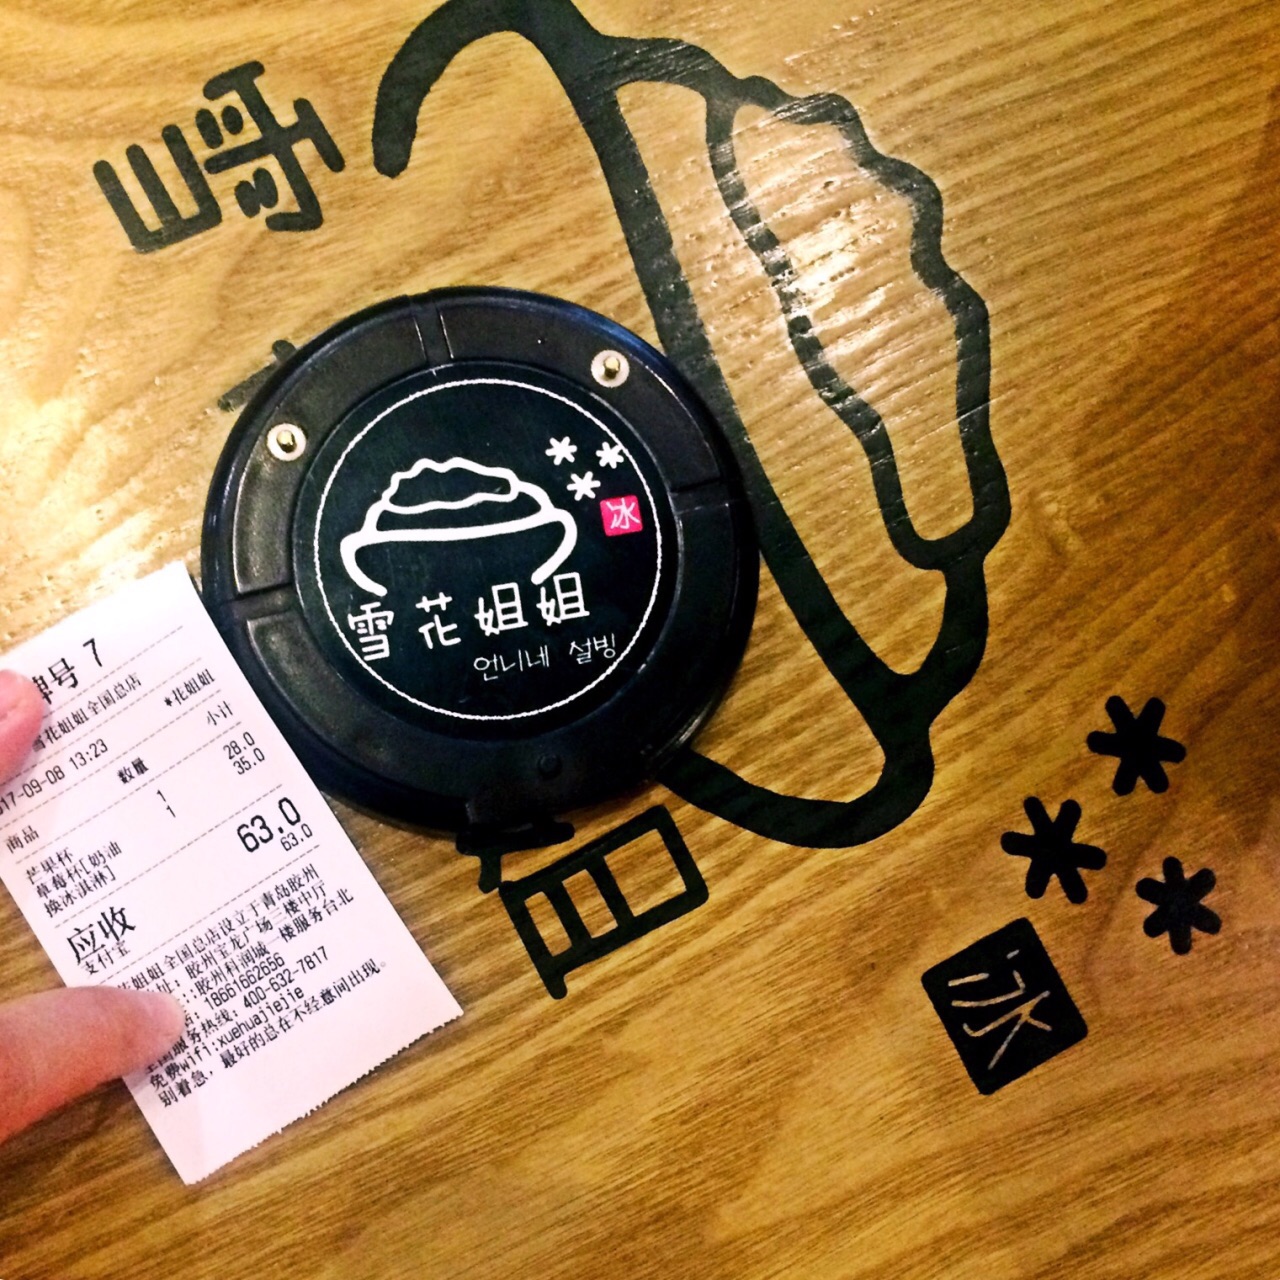 雪
冰
雪花姐姐
언니네 설빙
牌号 7
雪花姐姐全国总店
*花姐姐
17-09-08 13:23
商品 数量 小计
芒果杯 1 28.0
草莓杯[奶油 1 35.0
换冰淇淋]
应收 63.0
支付宝 63.0
姐姐全国总店设立于青岛胶州
址：胶州宝龙广场三楼中厅
胶州科润城一楼服务台北
：18661662656
全国服务热线：400-632-7817
免费wifi:xuehuajiejie
别着急，最好的总在不经意间出现。
冰